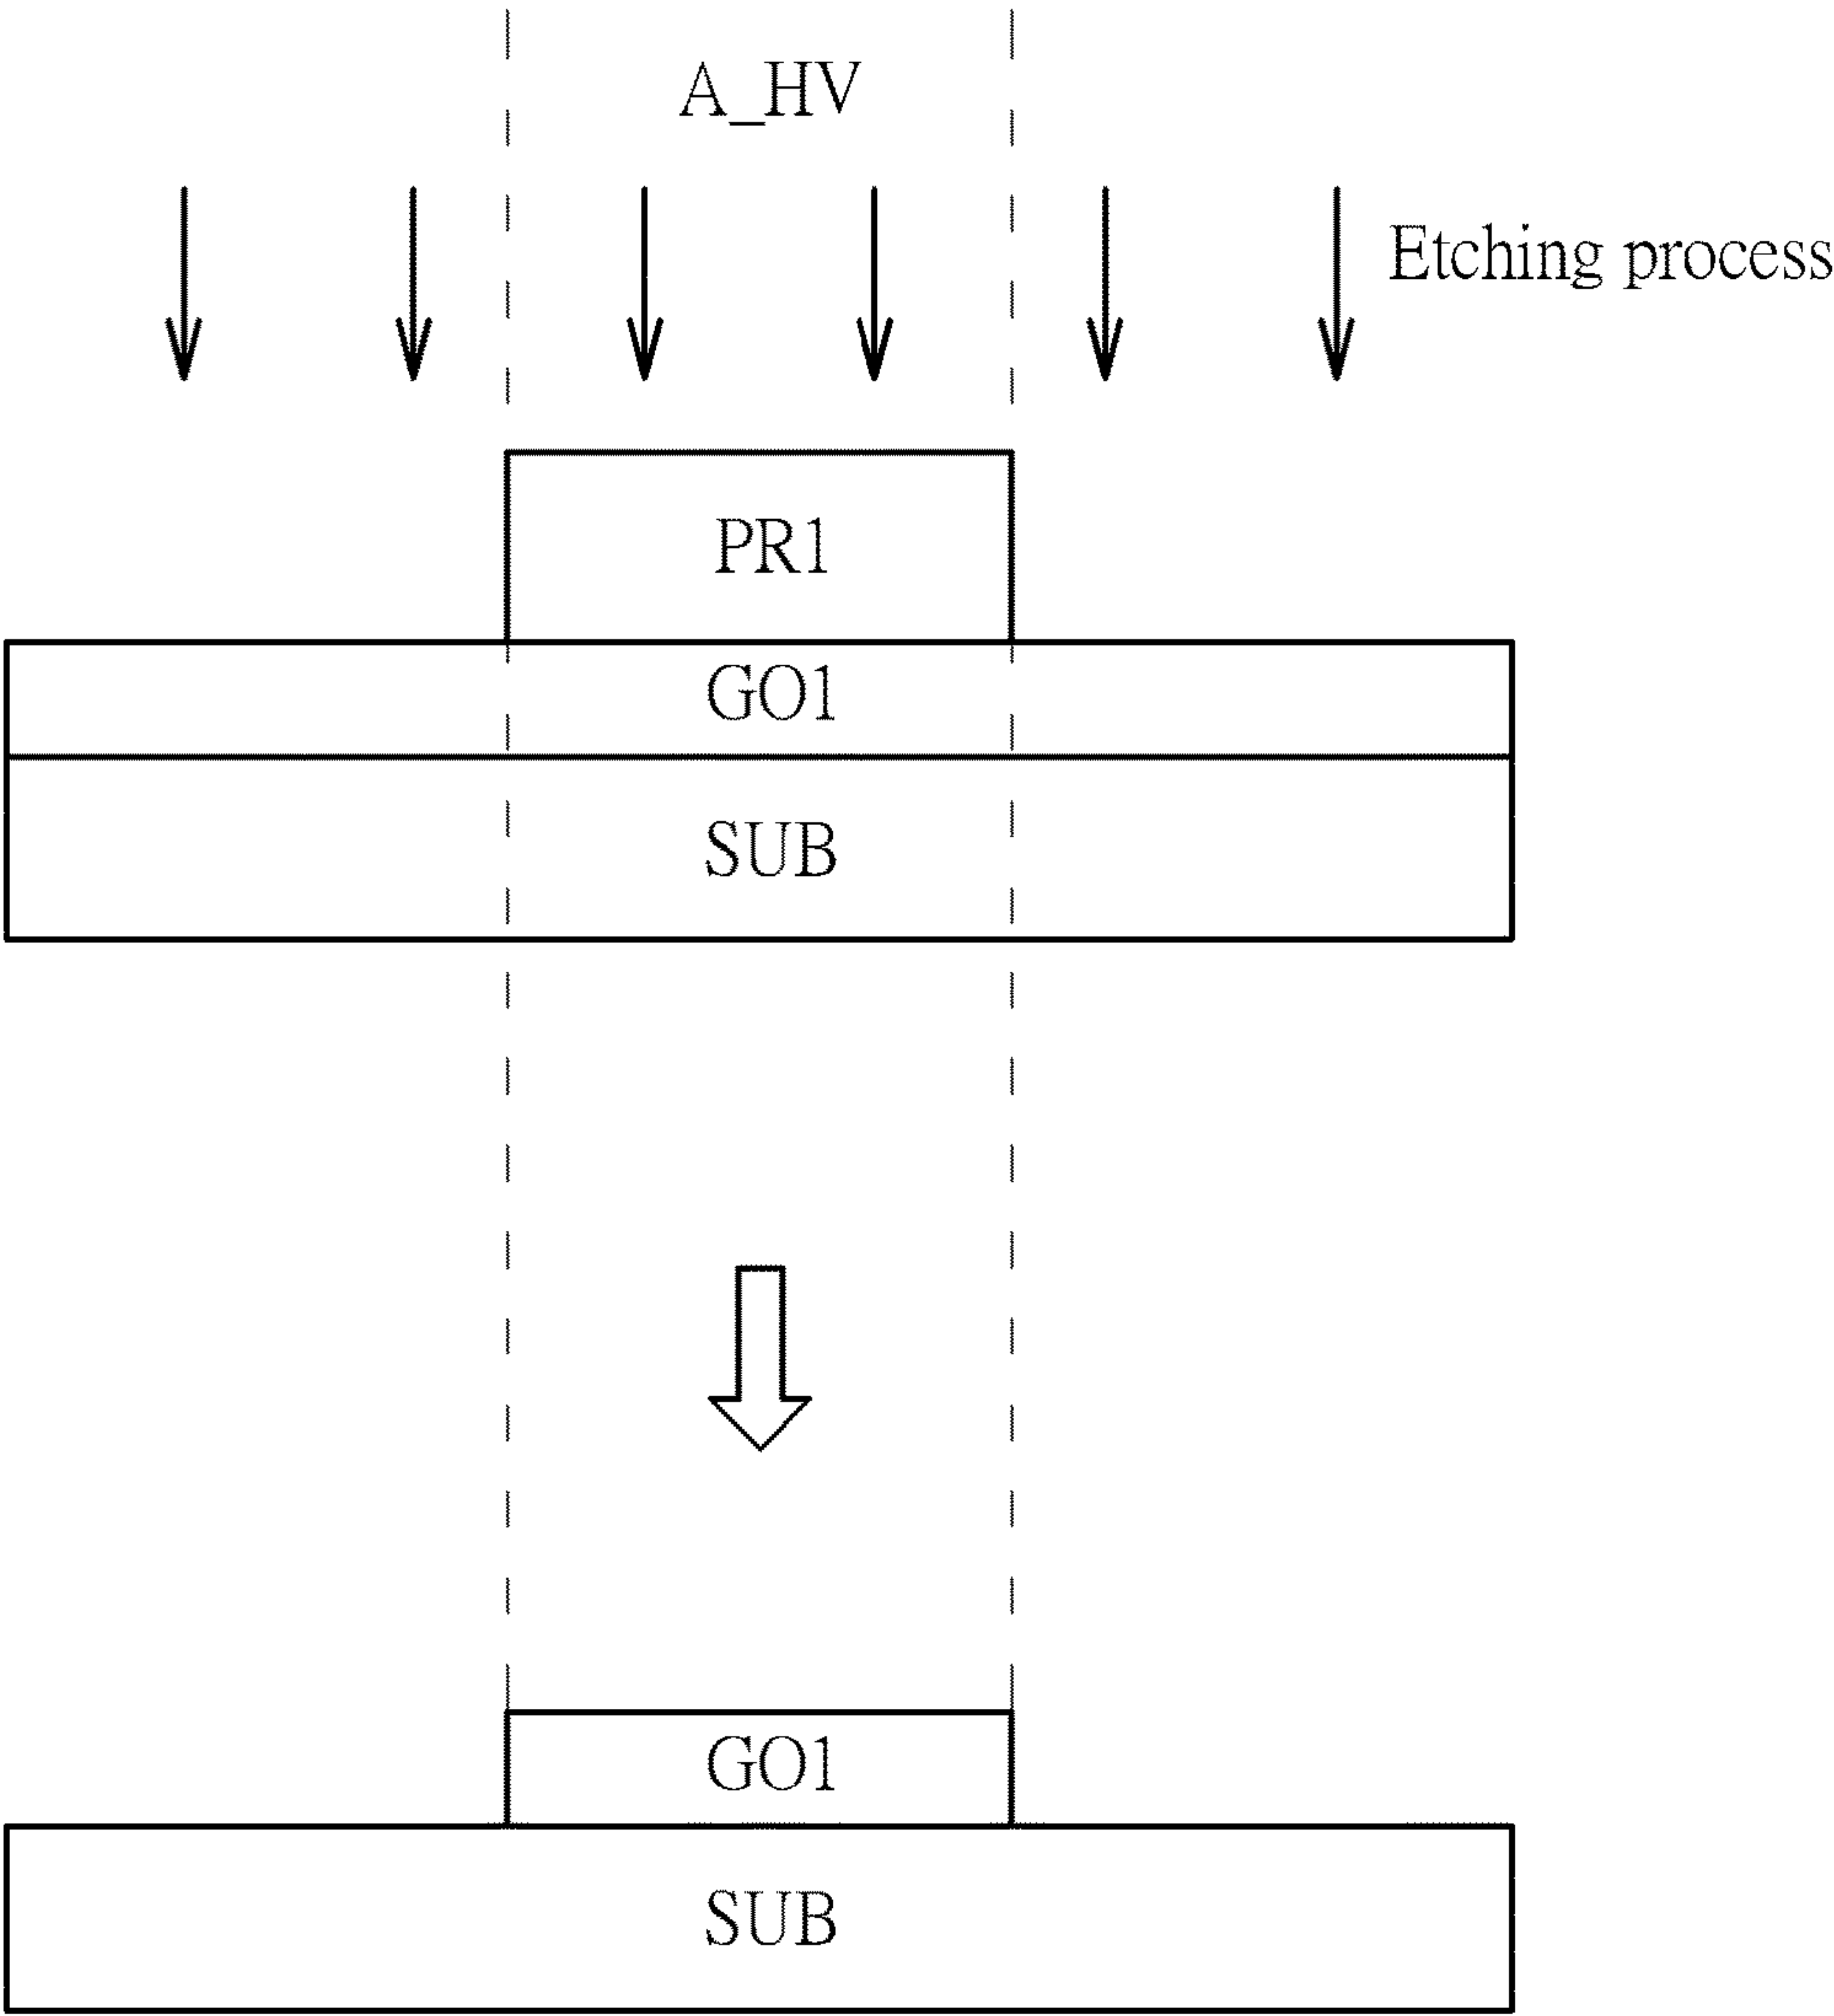 A_HV
Etching process
PR1
GO1
SUB
GO1
SUB